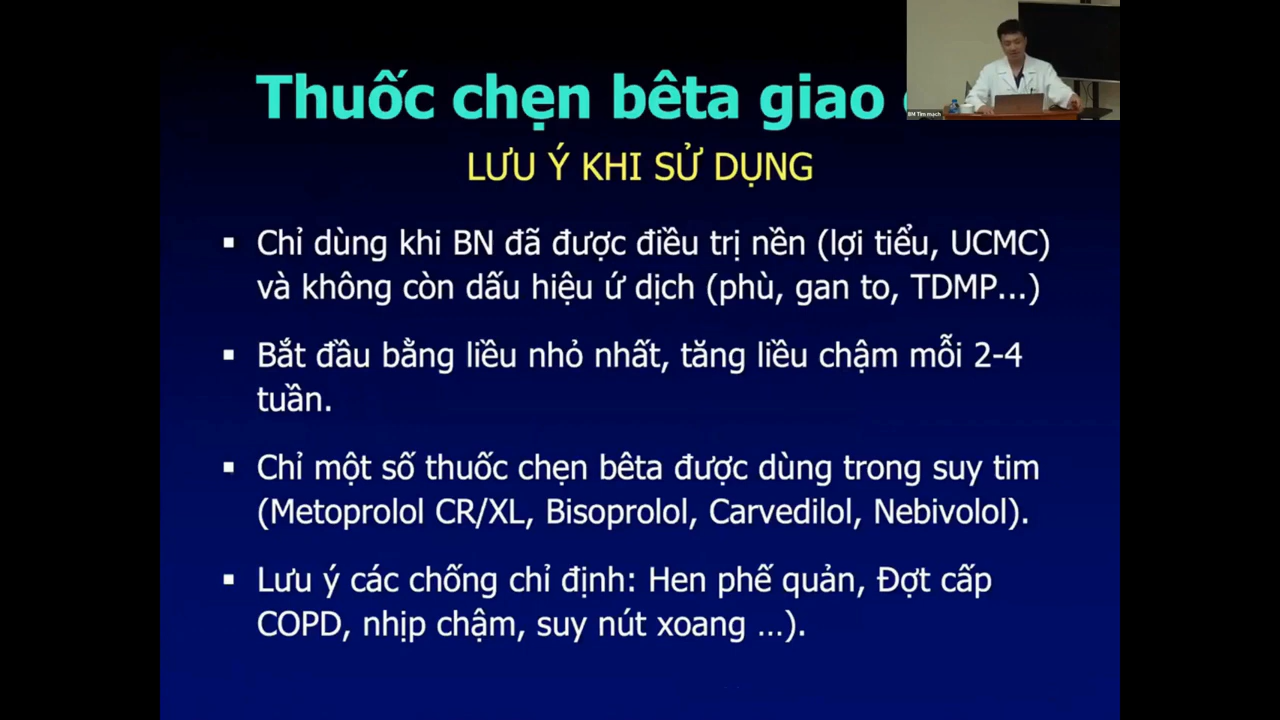 Thuốc chẹn bêta giao
BM Tim mạch
LƯU Ý KHI SỬ DỤNG
▪ Chỉ dùng khi BN đã được điều trị nền (lợi tiểu, UCMC)
và không còn dấu hiệu ứ dịch (phù, gan to, TDMP...)
▪ Bắt đầu bằng liều nhỏ nhất, tăng liều chậm mỗi 2-4
tuần.
▪ Chỉ một số thuốc chẹn bêta được dùng trong suy tim
(Metoprolol CR/XL, Bisoprolol, Carvedilol, Nebivolol).
▪ Lưu ý các chống chỉ định: Hen phế quản, Đợt cấp
COPD, nhịp chậm, suy nút xoang …).